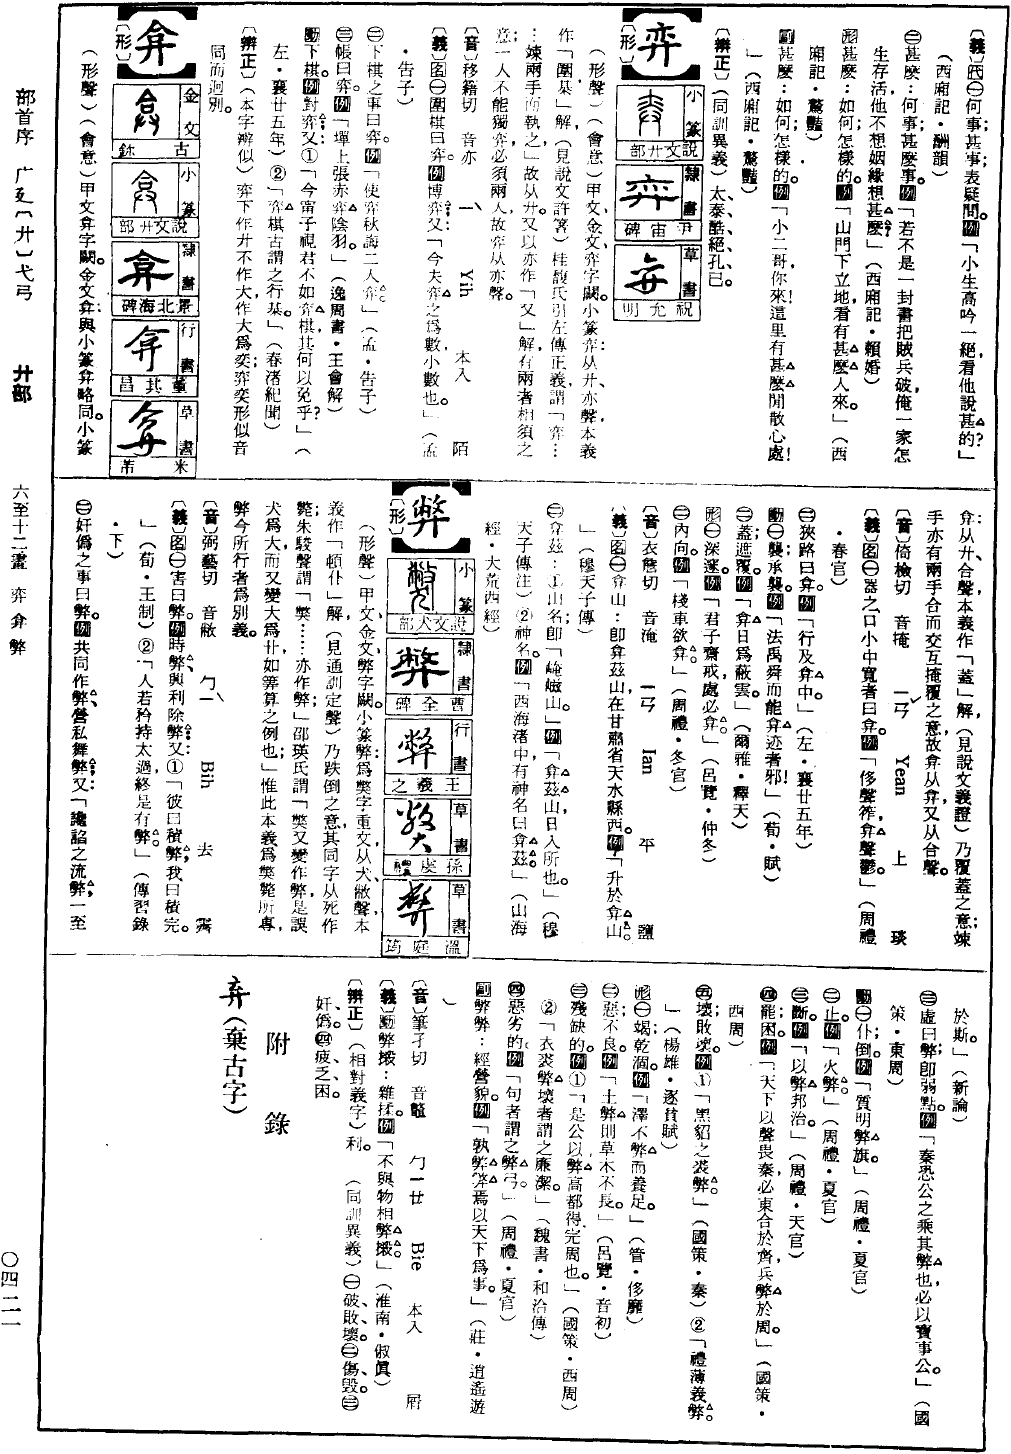 〔義〕代㊀何事；甚事；表疑問。例「小生高吟一絕，看他說甚的？」
（西廂記·酬韻）
㊁甚麼：何事；甚麼事。例「若不是一封書把賊兵破，俺一家怎
生存活他不想姻緣想甚麼」（西廂記·賴婚）
形甚麼：如何；怎樣的。例「山門下立地，看有甚麼人來。」（西
廂記·驚豔）
副甚麼：如何；怎樣的。例「小二哥，你來！這里有甚麼閒散心處！
」（西廂記·驚豔）
〔辨正〕（同訓異義）太、泰、酷、絕、孔、已。
弈
〔形〕
小篆 說文廾部
隸書 尹宙碑
草書 祝允明
（形聲）（會意）甲文、金文弈字闕。小篆弈：从廾、亦聲，本義
作「圍棊」解，（見說文許箸）桂馥氏引左傳正義謂「弈…
…竦兩手而執之」故从廾。又以亦作「又」解，有兩者相須之
意，一人不能獨弈，必須兩人，故弈从亦聲。
〔音〕移籍切 音亦 ㄧˋ Yih 本入 陌
〔義〕名㊀圍棋曰弈。例博弈。又「今夫弈之爲數，小數也。」（孟
·告子）
㊁下棋之事曰弈。例「使弈秋誨二人弈。」（孟·告子）
㊂帳曰弈。例「墠上張赤弈陰羽。」（逸周書·王會解）
動下棋。例對弈。又：①「今甯子視君不如弈棋，其何以免乎？」（
左·襄廿五年）②「弈棋古謂之行棊。」（春渚紀聞）
〔辨正〕（本字辨似）弈下作廾，不作大，作大爲奕；弈奕形似音
同而迥別。
弇
〔形〕
金文 古鉥
小篆 說文廾部
隸書 景北海碑
行書 董其昌
草書 米芾
（形聲）（會意）甲文弇字闕。金文弇：與小篆弇略同。小篆
弇：从廾、合聲，本義作「蓋」解，（見說文義證）乃覆蓋之意，竦
手亦有兩手合而交互掩覆之意，故弇从廾，又从合聲。
〔音〕倚檢切 音掩 ㄧㄢˇ Yean 上 琰
〔義〕名㊀器之口小中寬者曰弇。例「侈聲筰，弇聲鬱。」（周禮
·春官）
㊁狹路曰弇。例「行及弇中。」（左·襄廿五年）
動㊀襲；承襲。例「法禹舜而能弇迹者邪！」（荀·賦）
㊁蓋；遮覆。例「弇日爲蔽雲。」（爾雅·釋天）
形㊀深；邃。例「君子齋戒，處必弇。」（呂覽·仲冬）
㊁內向。例「棧車欲弇。」（周禮·冬官）
〔音〕衣詹切 音淹 ㄧㄢ Ian 平 鹽
〔義〕名㊀弇山：即弇茲山，在甘肅省天水縣西。例「升於弇山。
」（穆天子傳）
㊁弇茲：①山名；即「崦嵫山。」例「弇茲山，日入所也。」（穆
天子傳注）②神名。例「西海渚中，有神名曰弇茲。」（山海
經·大荒西經）
弊
〔形〕
小篆 說文犬部
隸書 曹全碑
行書 王羲之
草書 孫虔禮
草書 溫庭筠
（形聲）甲文、金文弊字闕。小篆弊：爲獘字重文，从犬、敝聲，本
義作「頓仆」解，（見通訓定聲）乃跌倒之意，其同字从死作
斃；朱駿聲謂「獘……亦作弊；」邵瑛氏謂「獘又變作弊，是誤
犬爲大，而又變大爲廾，如筭算之例也；」惟此本義爲獘斃所專，
弊今所行者爲別義。
〔音〕弼藝切 音敝 ㄅㄧˋ Bih 去 霽
〔義〕名㊀害曰弊。例時弊、興利除弊。又：①「彼曰積弊，我曰積完。
」（荀·王制）②「人若矜持太過，終是有弊。」（傳習錄
·下）
㊁奸僞之事曰弊。例共同作弊、營私舞弊。又：「讒諂之流弊，一至
於斯。」（新論）
㊂虛曰弊；即弱點。例「秦恐公之乘其弊也，必以寶事公。」（國
策·東周）
動㊀仆；倒。例「質明弊旗。」（周禮·夏官）
㊁止。例「火弊。」（周禮·夏官）
㊂斷。例「以弊邦治。」（周禮·天官）
㊃罷；困。例「天下以聲畏秦，必東合於齊，兵弊於周。」（國策·
西周）
㊄壞；敗壞。例①「黑貂之裘弊。」（國策·秦）②「禮薄義弊。
」（楊雄·逐貧賦）
形㊀竭；乾涸。例「澤不弊而養足。」（管·侈靡）
㊁惡；不良。例「土弊則草木不長。」（呂覽·音初）
㊂殘缺的。例①「是公以弊高都得完周也。」（國策·西周）
②「衣裘弊壞者謂之廉潔。」（魏書·和洽傳）
㊃惡劣的。例「句者謂之弊弓。」（周禮·夏官）
副弊弊：經營貌。例「孰弊弊焉以天下爲事。」（莊·逍遙遊
）
〔音〕筆孑切 音鼈 ㄅㄧㄝ Bie 本入 屑
〔義〕動弊摋：雜揉。例「不與物相弊摋。」（淮南·俶眞）
〔辨正〕（相對義字）利。 （同訓異義）㊀破、敗、壞。㊁傷、毀。㊂
奸、僞。㊃疲、乏、困。
附錄
弃（棄古字）
部首序 广廴〔廾〕弋弓 廾部 六至十二畫 弈弇弊 〇四二一